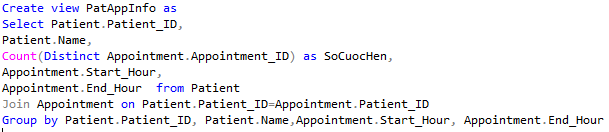 Create view PatAppInfo as
Select Patient.Patient_ID,
Patient.Name,
Count(Distinct Appointment.Appointment_ID) as SoCuocHen,
Appointment.Start_Hour,
Appointment.End_Hour  from Patient
Join Appointment on Patient.Patient_ID=Appointment.Patient_ID
Group by Patient.Patient_ID, Patient.Name,Appointment.Start_Hour, Appointment.End_Hour